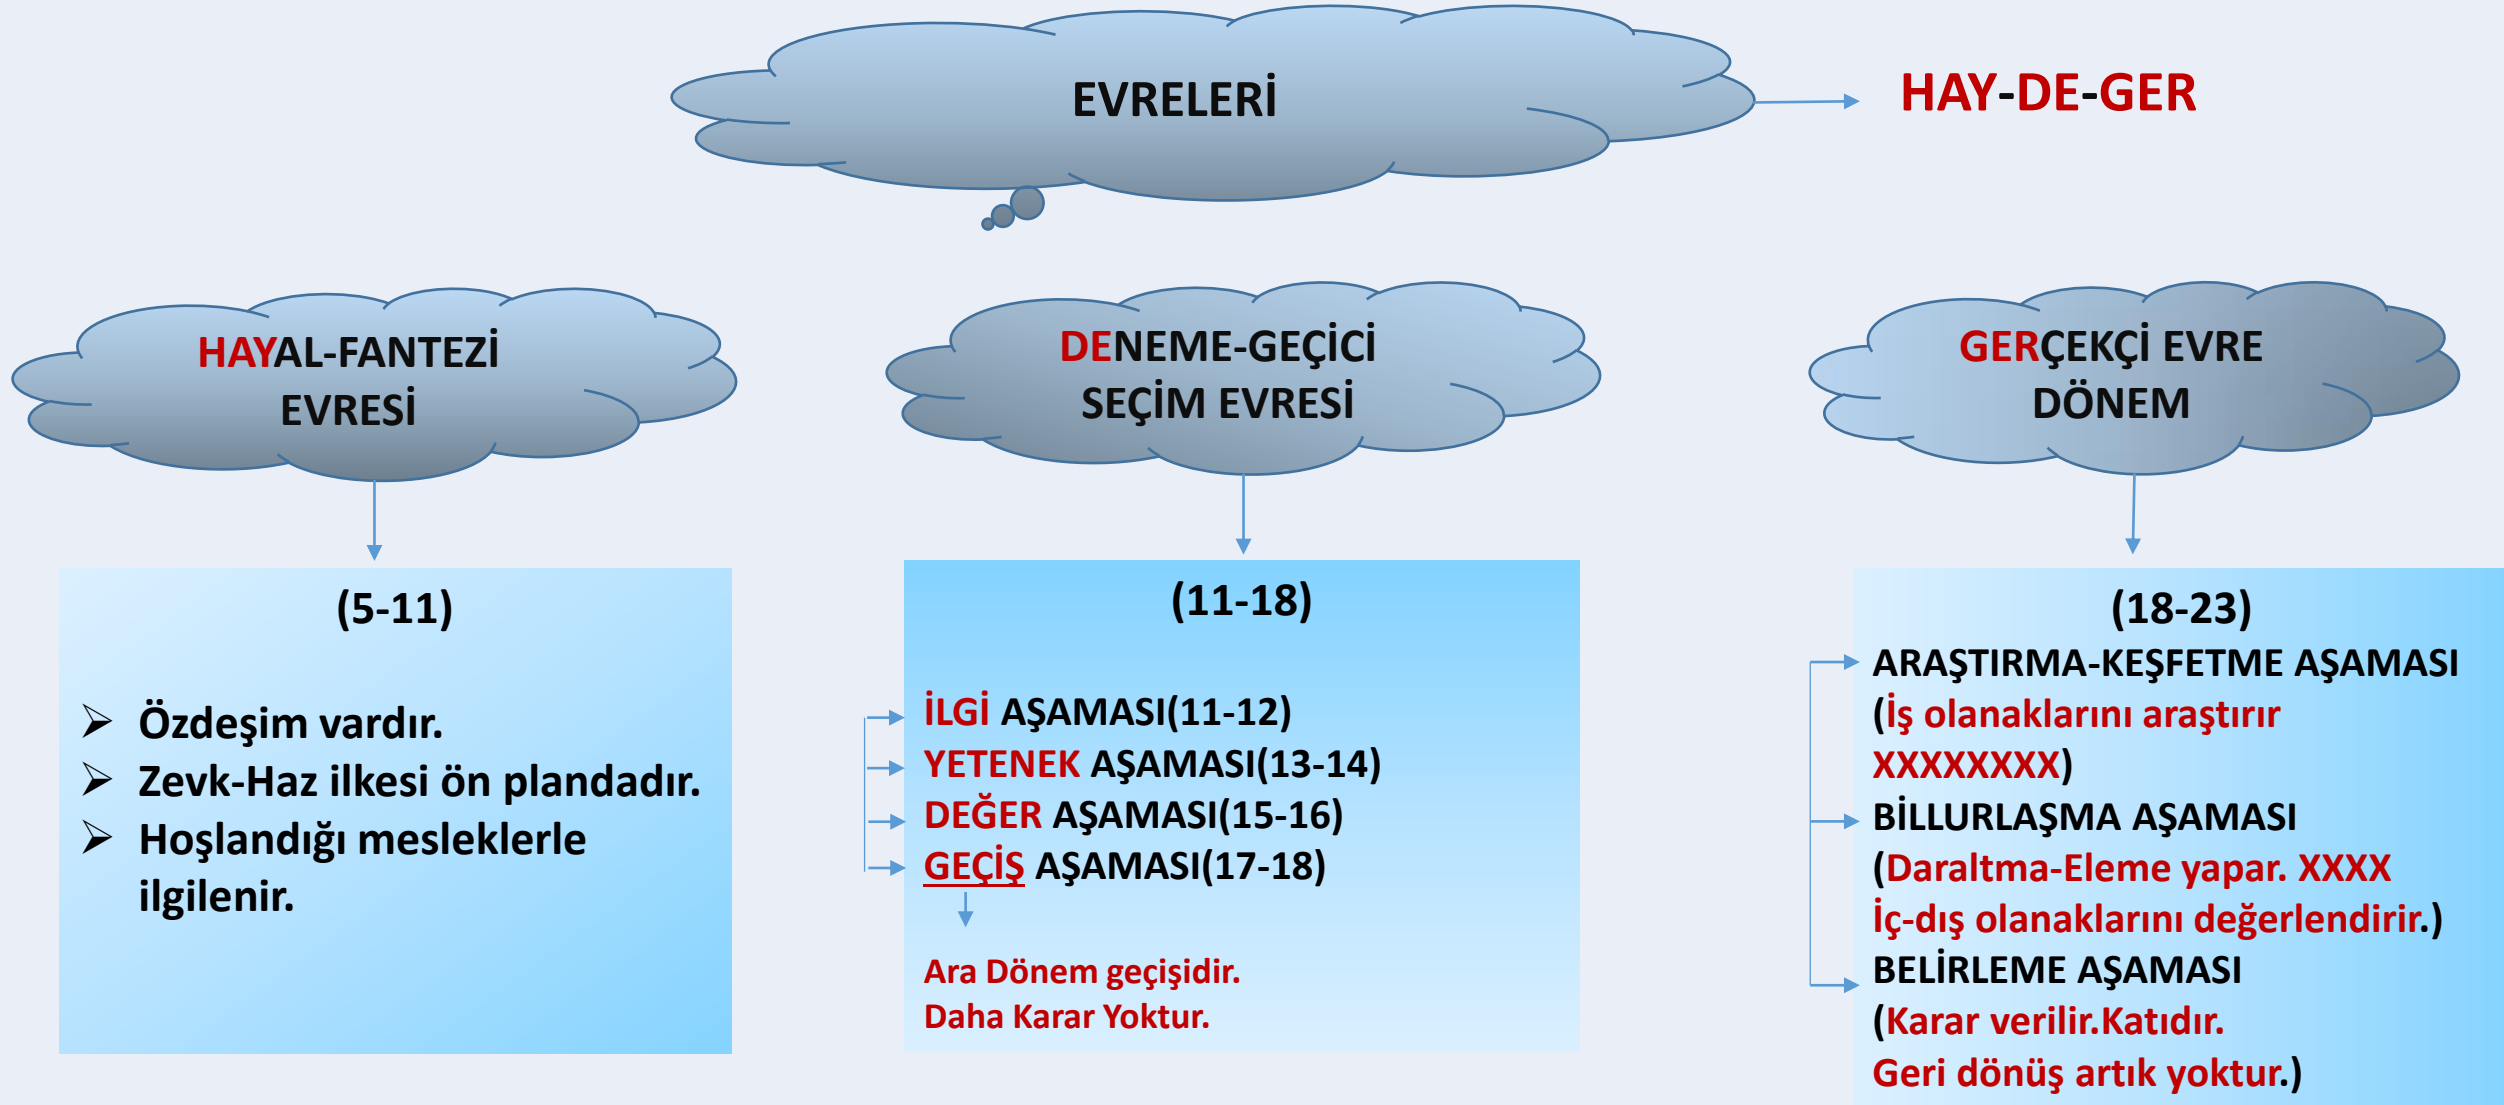 EVRELERİ
HAY-DE-GER
HAYAL-FANTEZİ
EVRESİ
(5-11)
Özdeşim vardır.
Zevk-Haz ilkesi ön plandadır.
Hoşlandığı mesleklerle
ilgilenir.
DENEME-GEÇİCİ
SEÇİM EVRESİ
(11-18)
İLGİ AŞAMASI(11-12)
YETENEK AŞAMASI(13-14)
DEĞER AŞAMASI(15-16)
GEÇİŞ AŞAMASI(17-18)
Ara Dönem geçişidir.
Daha Karar Yoktur.
GERÇEKÇİ EVRE
DÖNEM
(18-23)
ARAŞTIRMA-KEŞFETME AŞAMASI
(İş olanaklarını araştırır
XXXXXXXX)
BİLLURLAŞMA AŞAMASI
(Daraltma-Eleme yapar. XXXX
İç-dış olanaklarını değerlendirir.)
BELİRLEME AŞAMASI
(Karar verilir.Katıdır.
Geri dönüş artık yoktur.)